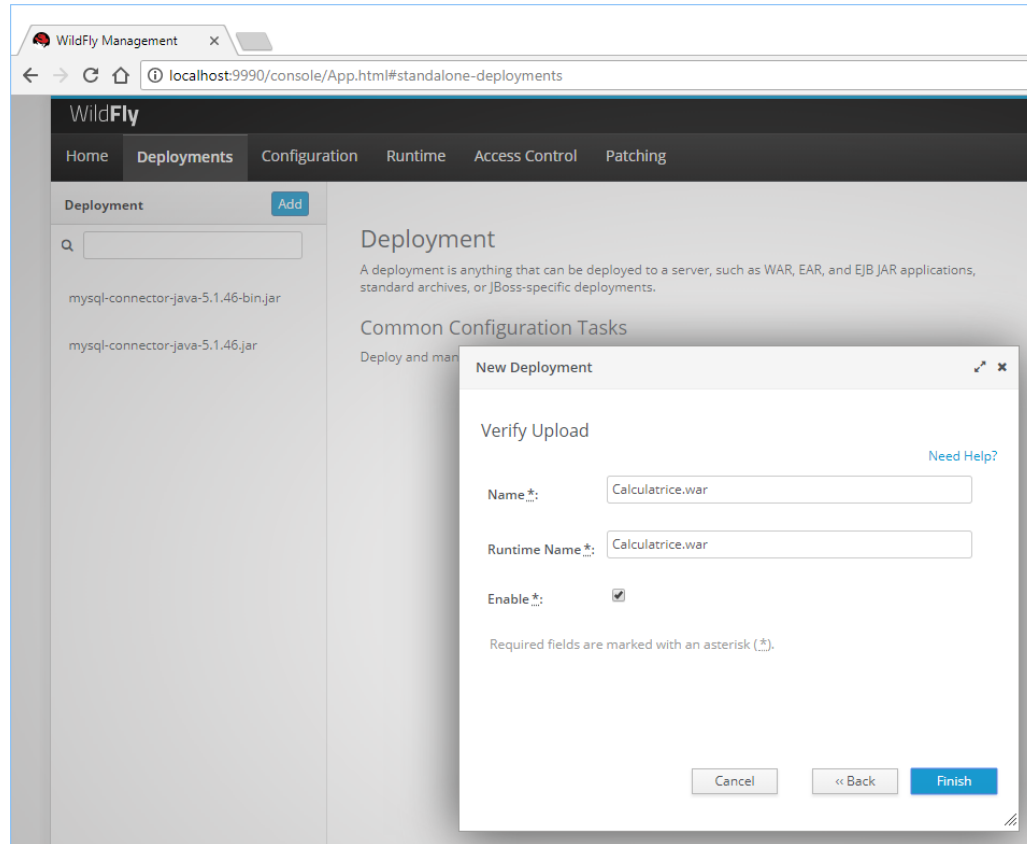 WildFly Management
localhost:9990/console/App.html#standalone-deployments
WildFly
Home Deployments Configuration Runtime Access Control Patching
Deployment Add
mysql-connector-java-5.1.46-bin.jar
mysql-connector-java-5.1.46.jar
Deployment
A deployment is anything that can be deployed to a server, such as WAR, EAR, and EJB JAR applications,
standard archives, or JBoss-specific deployments.
Common Configuration Tasks
Deploy and man
New Deployment
Verify Upload
Need Help?
Name *: Calculatrice.war
Runtime Name *: Calculatrice.war
Enable *:
Required fields are marked with an asterisk (*).
Cancel ‹‹ Back Finish